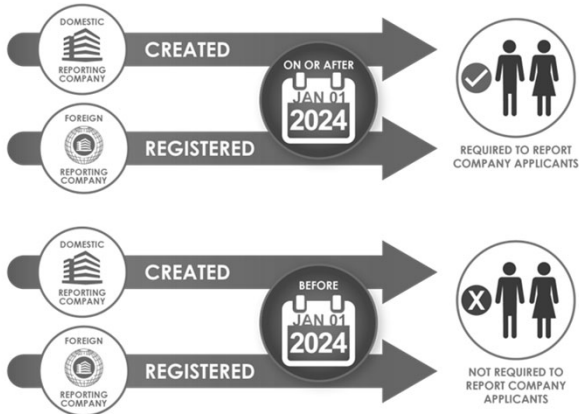 DOMESTIC
REPORTING
COMPANY
CREATED
ON OR AFTER
JAN 01
2024
FOREIGN
REPORTING
COMPANY
REGISTERED
REQUIRED TO REPORT
COMPANY APPLICANTS
DOMESTIC
REPORTING
COMPANY
CREATED
BEFORE
JAN 01
2024
FOREIGN
REPORTING
COMPANY
REGISTERED
X
NOT REQUIRED TO
REPORT COMPANY
APPLICANTS